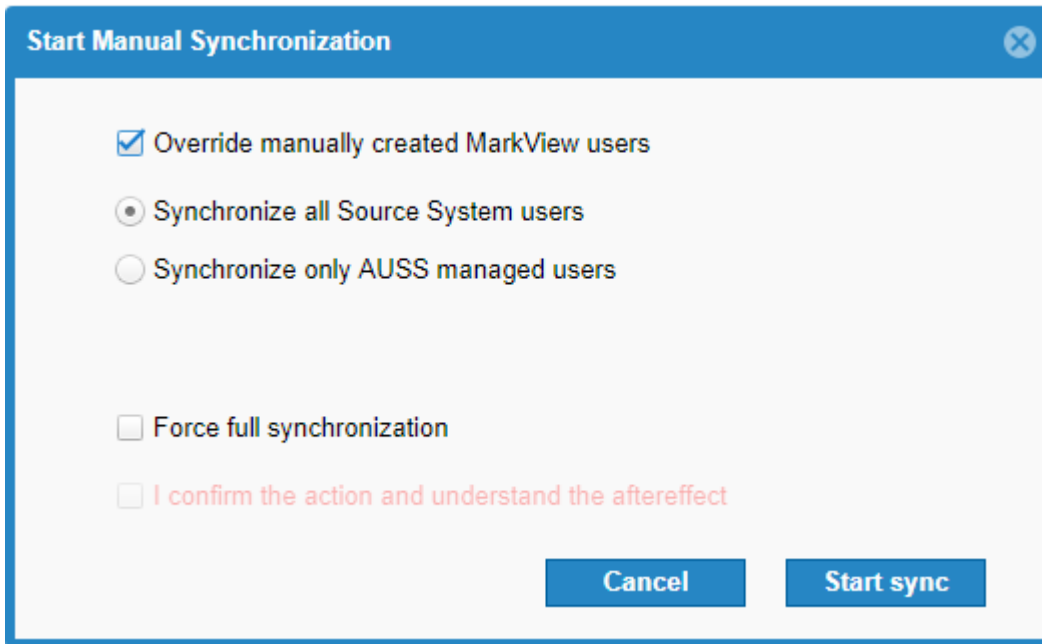 Start Manual Synchronization
Override manually created MarkView users
Synchronize all Source System users
Synchronize only AUSS managed users
Force full synchronization
I confirm the action and understand the aftereffect
Cancel
Start sync